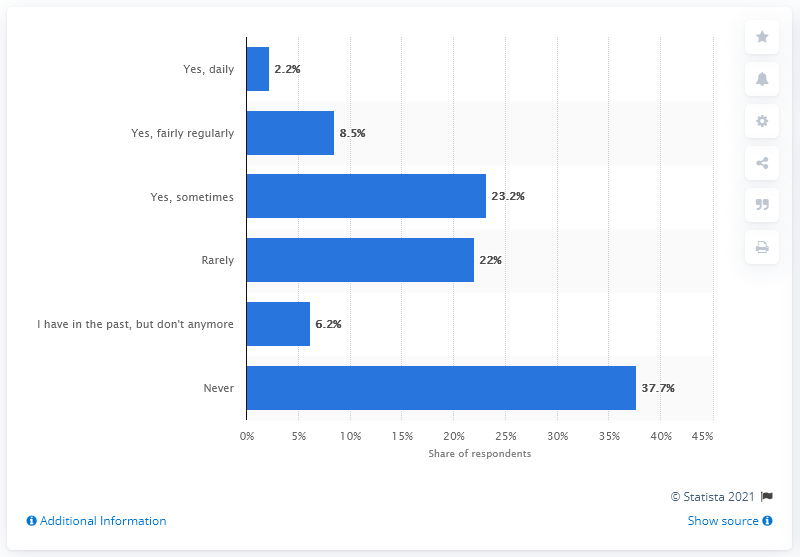 Yes, daily 2.2%
Yes, fairly regularly 8.5%
Yes, sometimes 23.2%
Rarely 22%
I have in the past, but don't anymore 6.2%
Never 37.7%
0% 5% 10% 15% 20% 25% 30% 35% 40% 45%
Share of respondents
© Statista 2021
Additional Information Show source